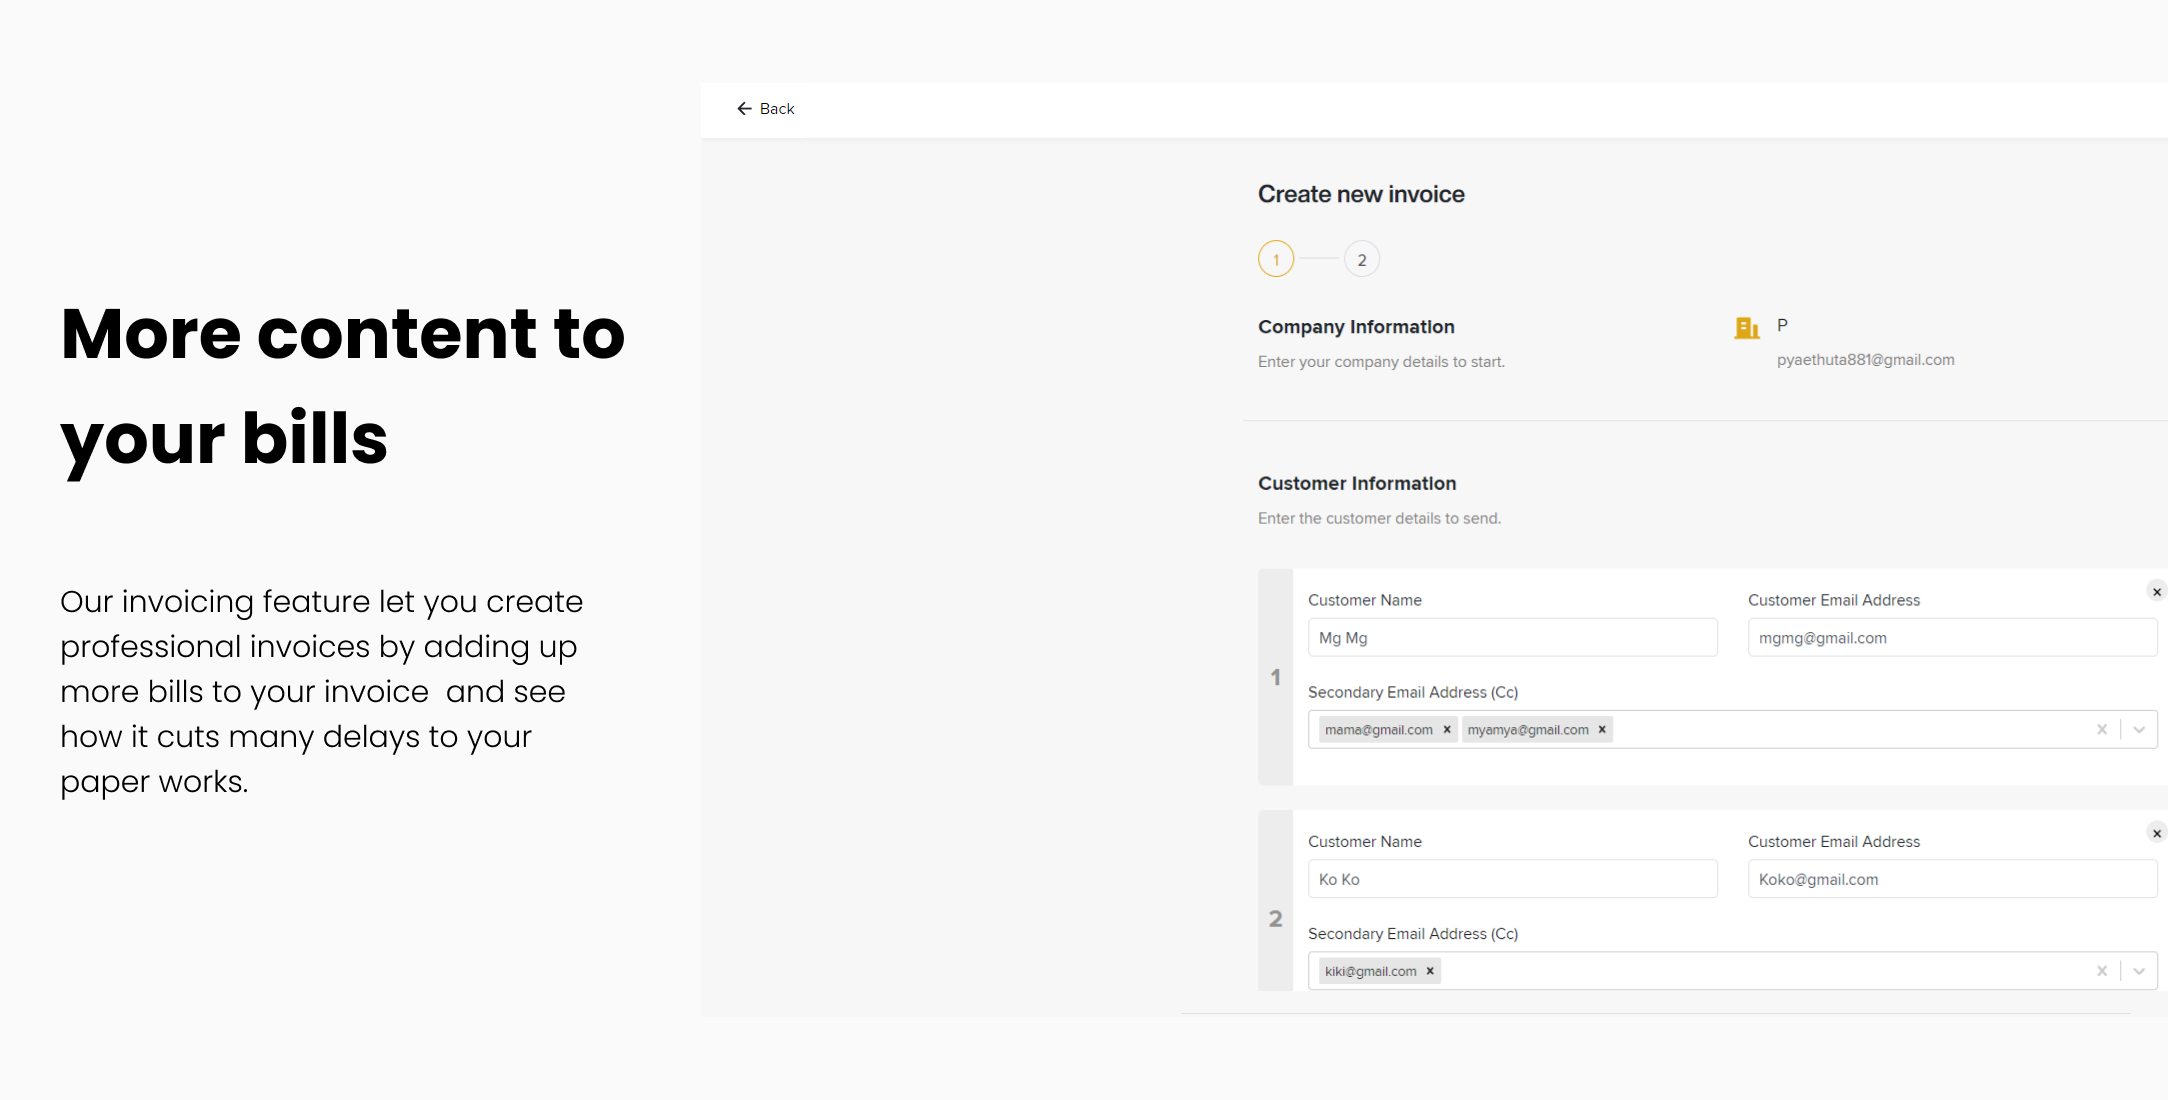 More content to
your bills
Our invoicing feature let you create
professional invoices by adding up
more bills to your invoice  and see
how it cuts many delays to your
paper works.
Back
Create new invoice
1
2
Company Information
Enter your company details to start.
P
pyaethuta881@gmail.com
Customer Information
Enter the customer details to send.
1
Customer Name
Customer Email Address
Mg Mg
mgmg@gmail.com
Secondary Email Address (Cc)
mama@gmail.com
myamya@gmail.com
2
Customer Name
Customer Email Address
Ko Ko
Koko@gmail.com
Secondary Email Address (Cc)
kiki@gmail.com